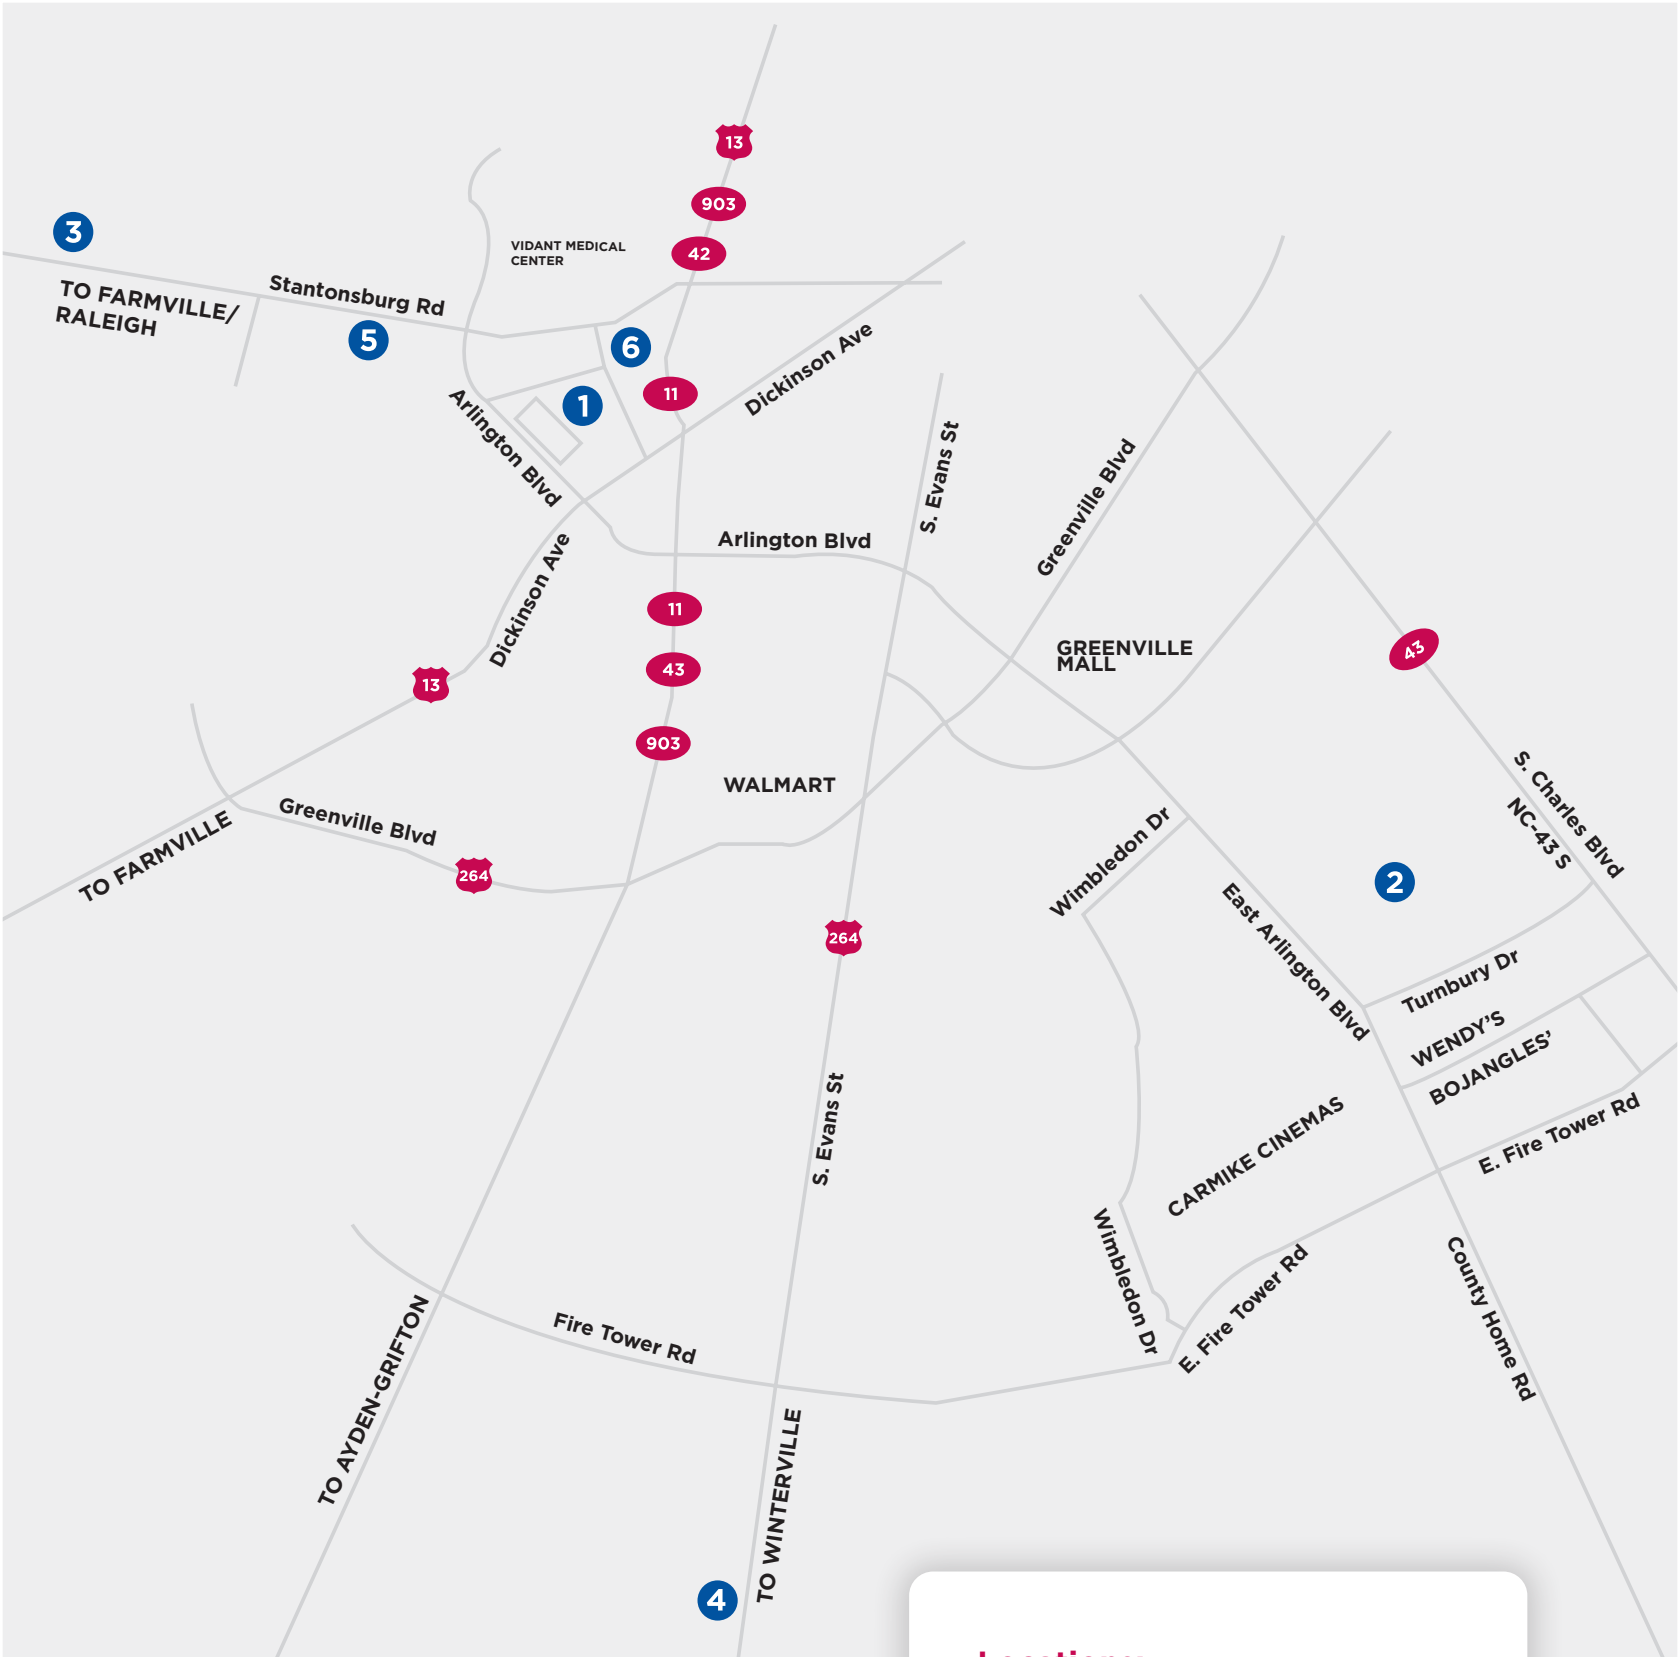 13
903
42
3
VIDANT MEDICAL
CENTER
Stantonsburg Rd
TO FARMVILLE/
RALEIGH
5
6
1
11
Dickinson Ave
Arlington Blvd
S. Evans St
Greenville Blvd
Arlington Blvd
Dickinson Ave
11
43
13
903
GREENVILLE
MALL
43
WALMART
Greenville Blvd
TO FARMVILLE
264
264
Wimbledon Dr
S. Charles Blvd
NC-43 S
2
East Arlington Blvd
Turnbury Dr
WENDY'S
BOJANGLES'
E. Fire Tower Rd
CARMIKE CINEMAS
S. Evans St
Wimbledon Dr
E. Fire Tower Rd
County Home Rd
Fire Tower Rd
TO AYDEN-GRIFTON
TO WINTERVILLE
4